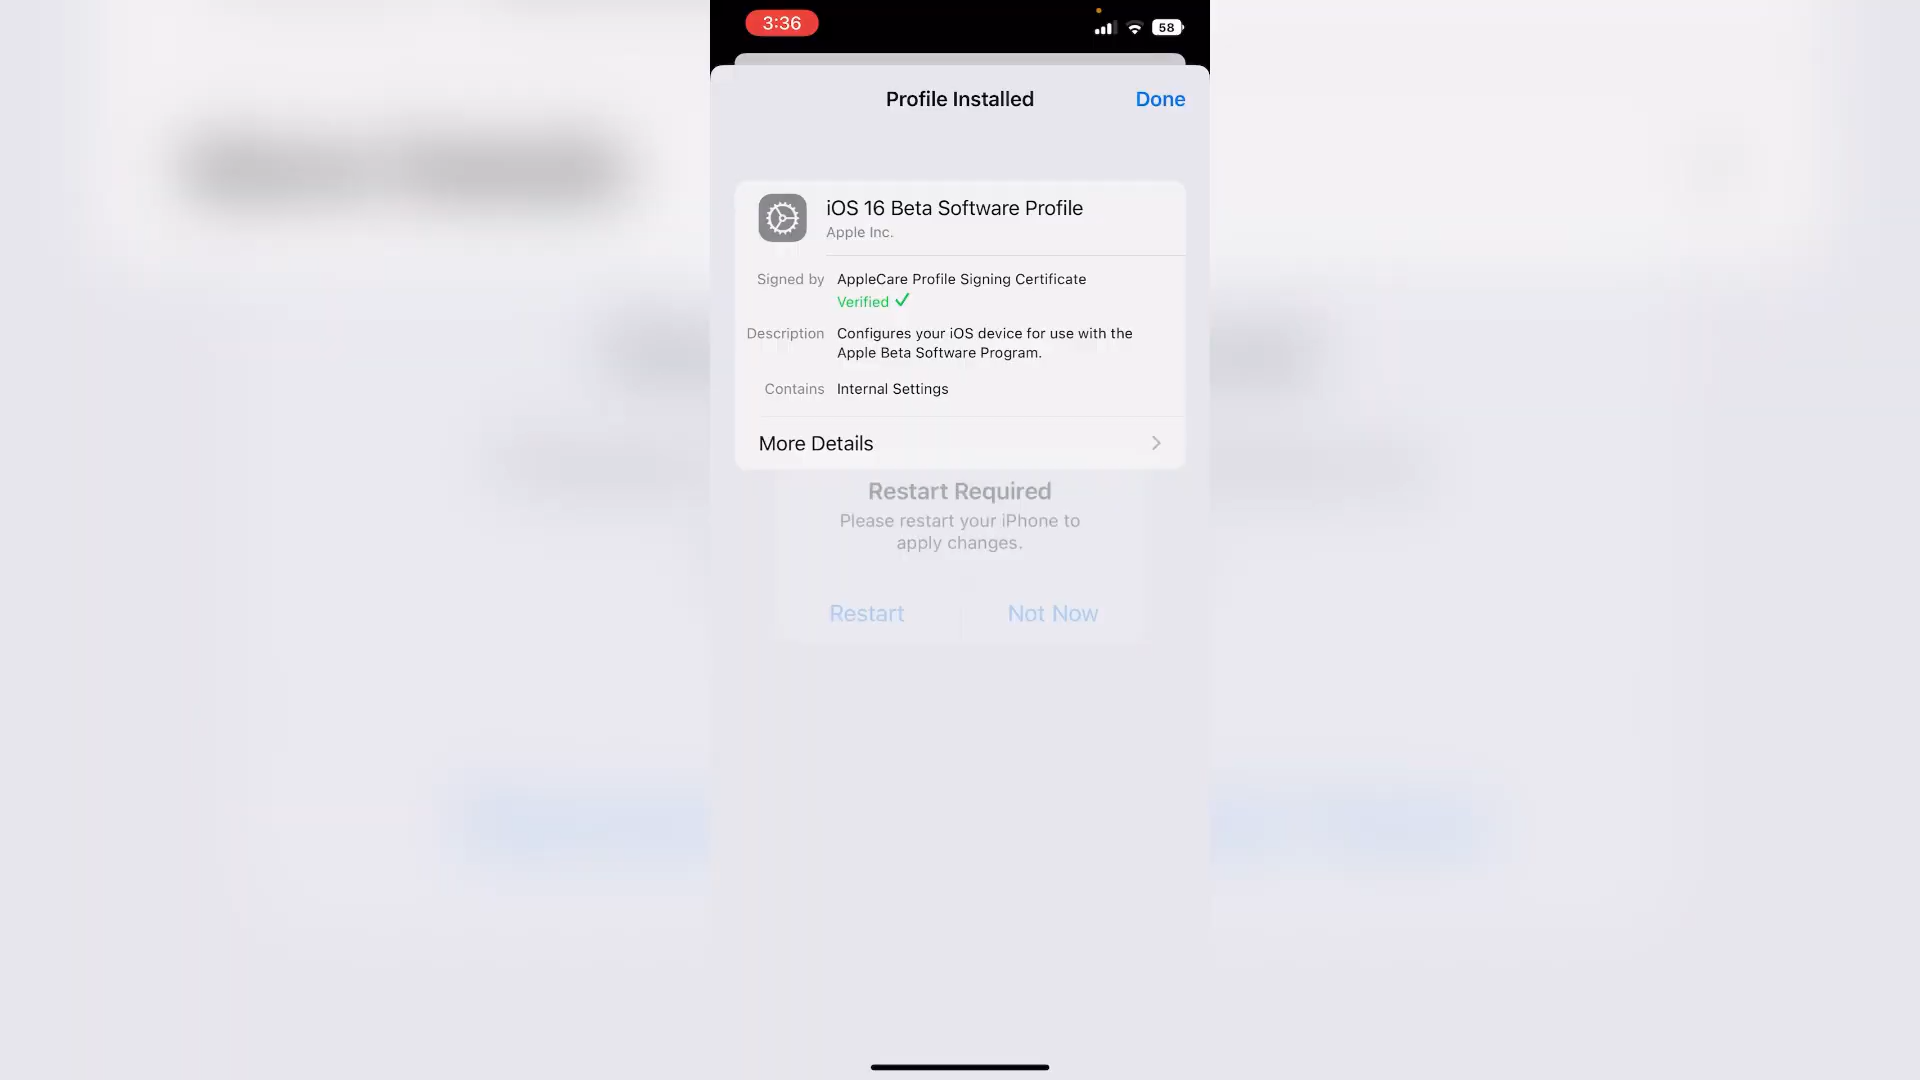 3:36
58
Profile Installed
Done
iOS 16 Beta Software Profile
Apple Inc.
Signed by AppleCare Profile Signing Certificate
Verified
Description Configures your iOS device for use with the
Apple Beta Software Program.
Contains Internal Settings
More Details
Restart Required
Please restart your iPhone to
apply changes.
Restart Not Now